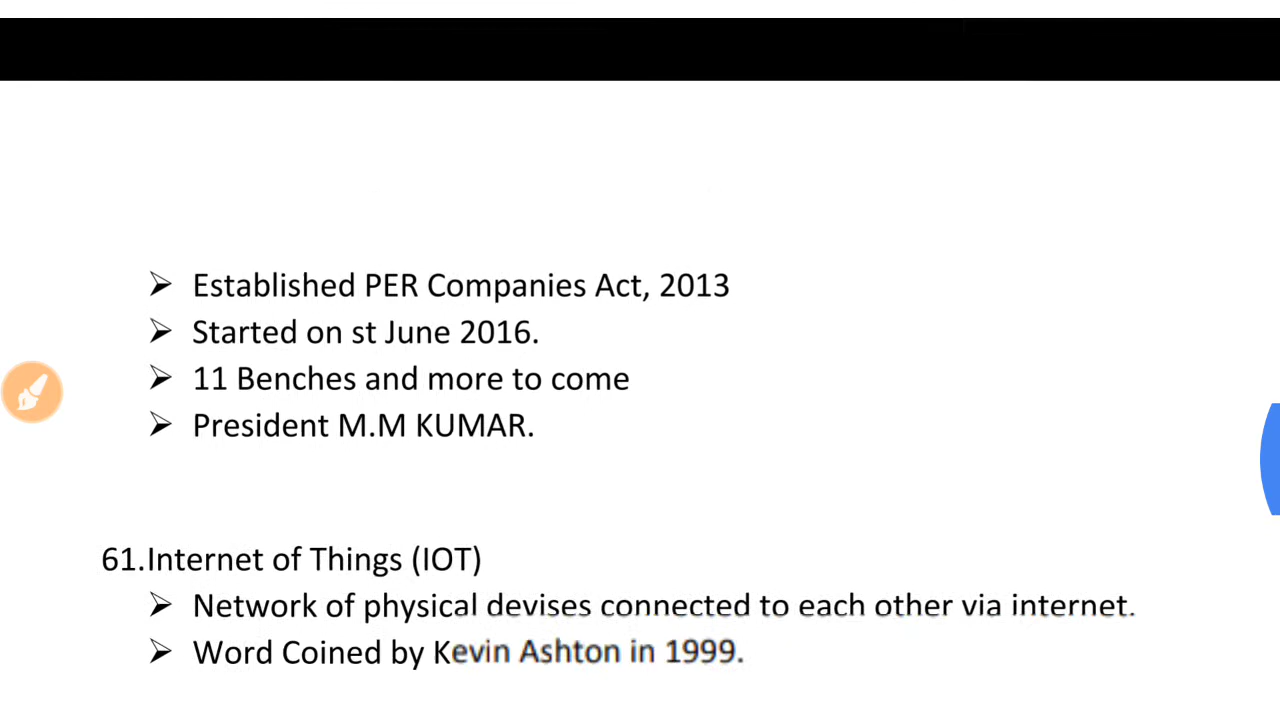 ➢ Established PER Companies Act, 2013
➢ Started on st June 2016.
➢ 11 Benches and more to come
➢ President M.M KUMAR.
61.Internet of Things (IOT)
➢ Network of physical devises connected to each other via internet.
➢ Word Coined by Kevin Ashton in 1999.